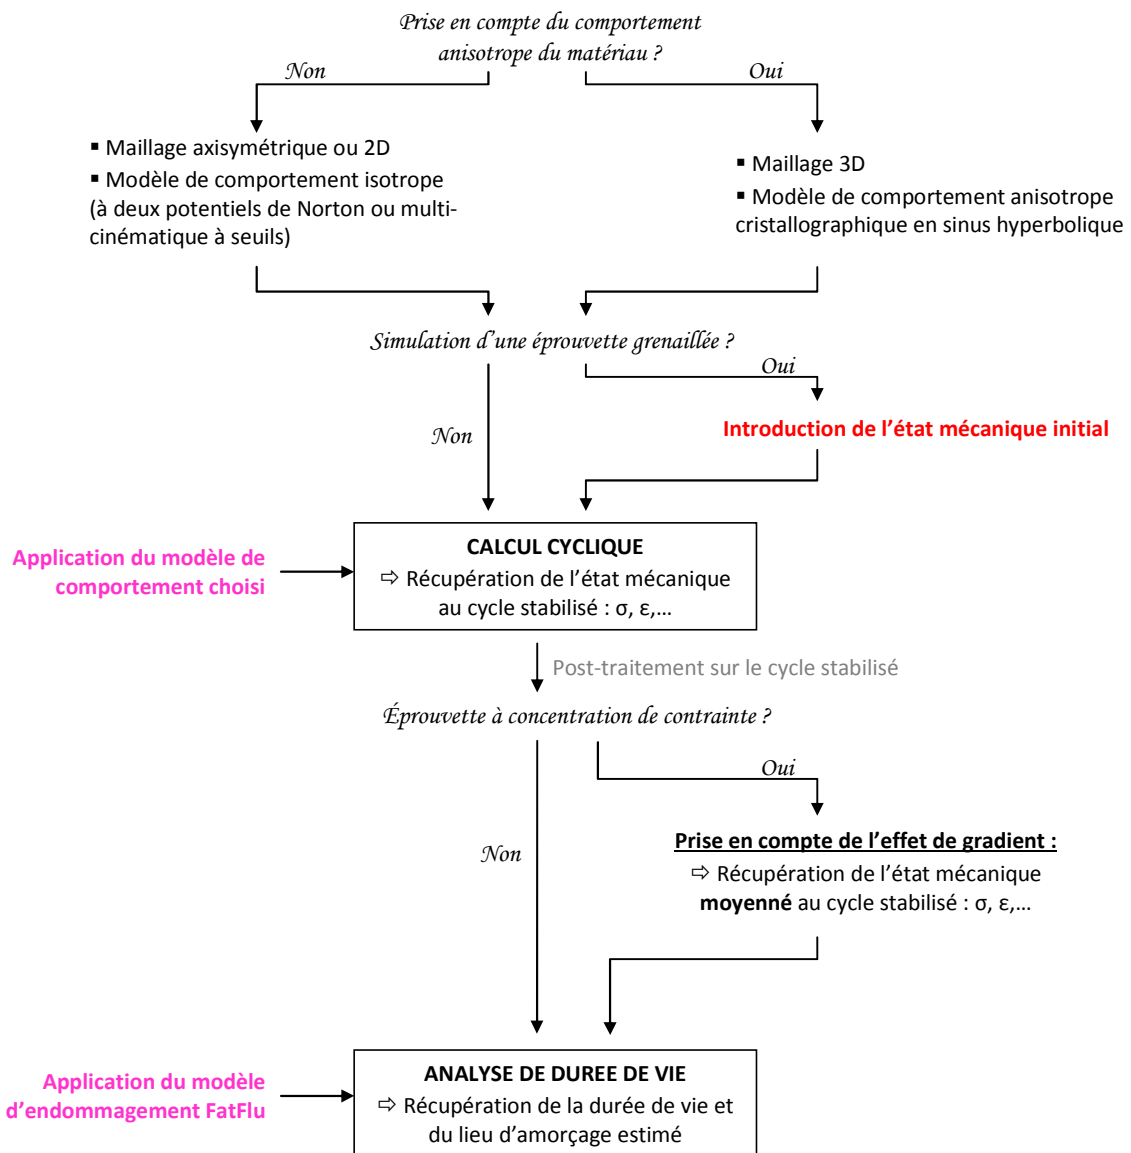 Prise en compte du comportement
anisotrope du matériau ?
Non
Oui
▪ Maillage axisymétrique ou 2D
▪ Modèle de comportement isotrope
(à deux potentiels de Norton ou multi-
cinématique à seuils)
▪ Maillage 3D
▪ Modèle de comportement anisotrope
cristallographique en sinus hyperbolique
Simulation d'une éprouvette grenaillée ?
Oui
Non
Introduction de l'état mécanique initial
Application du modèle de
comportement choisi
CALCUL CYCLIQUE
⇨ Récupération de l'état mécanique
au cycle stabilisé : σ, ε,...
Post-traitement sur le cycle stabilisé
Éprouvette à concentration de contrainte ?
Oui
Non
Prise en compte de l'effet de gradient :
⇨ Récupération de l'état mécanique
moyenné au cycle stabilisé : σ, ε,...
Application du modèle
d'endommagement FatFlu
ANALYSE DE DUREE DE VIE
⇨ Récupération de la durée de vie et
du lieu d'amorçage estimé